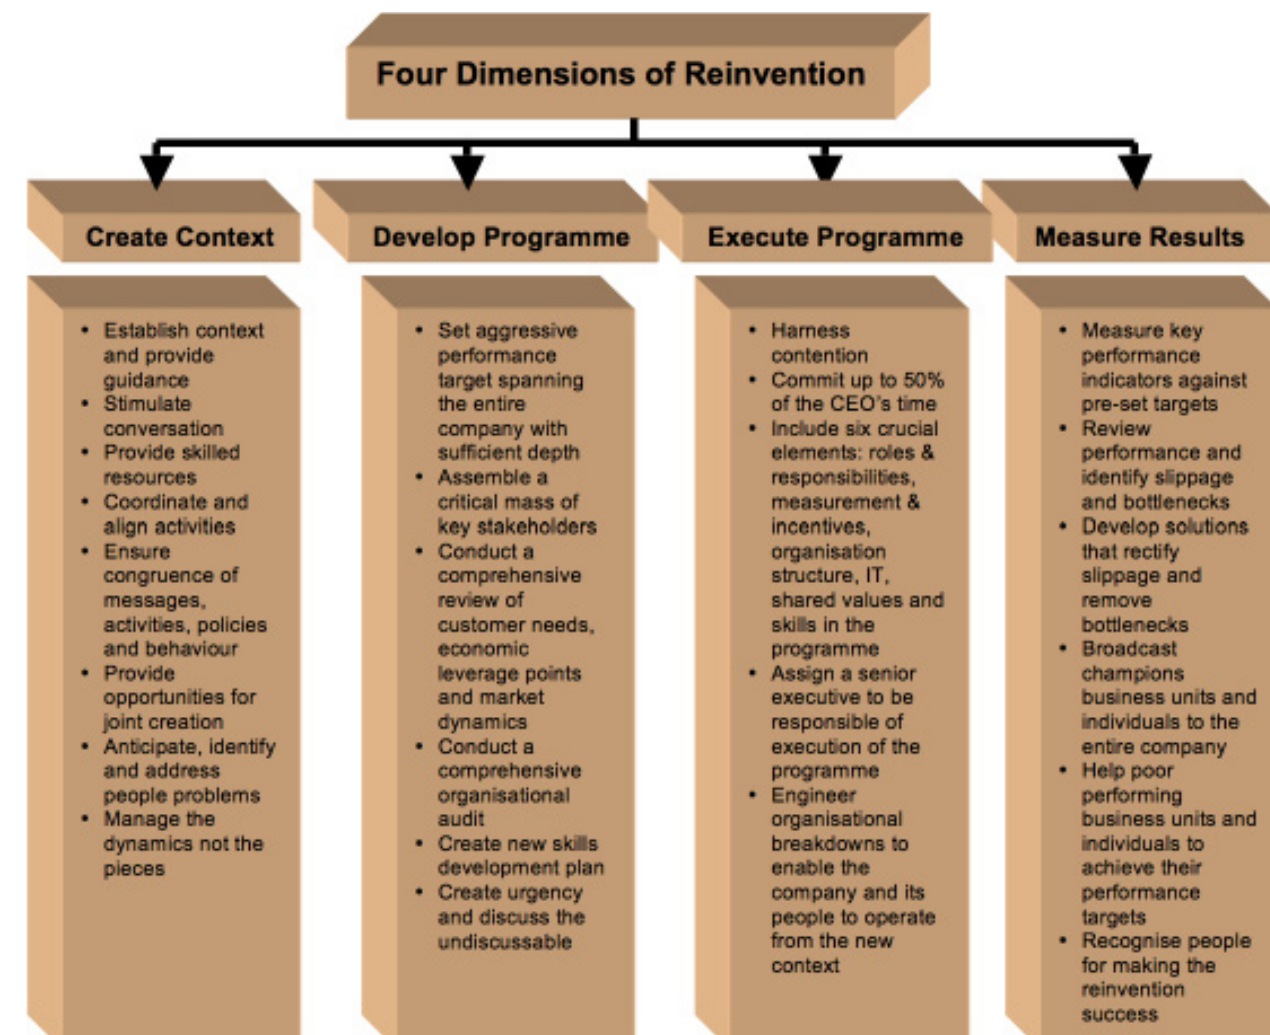 Four Dimensions of Reinvention
Create Context
• Establish context
and provide
guidance
• Stimulate
conversation
• Provide skilled
resources
• Coordinate and
align activities
• Ensure
congruence of
messages,
activities, policies
and behaviour
• Provide
opportunities for
joint creation
• Anticipate, identify
and address
people problems
• Manage the
dynamics not the
pieces
Develop Programme
• Set aggressive
performance
target spanning
the entire
company with
sufficient depth
• Assemble a
critical mass of
key stakeholders
• Conduct a
comprehensive
review of
customer needs,
economic
leverage points
and market
dynamics
• Conduct a
comprehensive
organisational
audit
• Create new skills
development plan
• Create urgency
and discuss the
undiscussable
Execute Programme
• Harness
contention
• Commit up to 50%
of the CEO's time
• Include six crucial
elements: roles &
responsibilities,
measurement &
incentives,
organisation
structure, IT,
shared values and
skills in the
programme
• Assign a senior
executive to be
responsible of
execution of the
programme
• Engineer
organisational
breakdowns to
enable the
company and its
people to operate
from the new
context
Measure Results
• Measure key
performance
indicators against
pre-set targets
• Review
performance and
identify slippage
and bottlenecks
• Develop solutions
that rectify
slippage and
remove
bottlenecks
• Broadcast
champions
business units and
individuals to the
entire company
• Help poor
performing
business units and
individuals to
achieve their
performance
targets
• Recognise people
for making the
reinvention
success